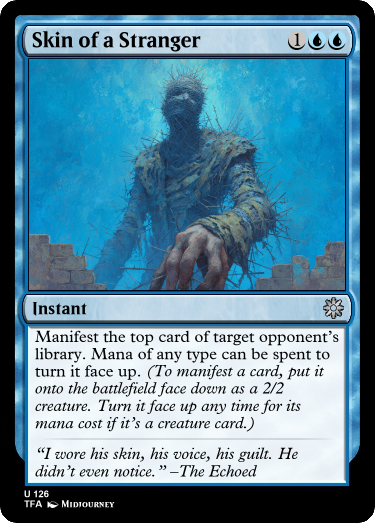 Skin of a Stranger 1
Instant
Manifest the top card of target opponent's
library. Mana of any type can be spent to
turn it face up. (To manifest a card, put it
onto the battlefield face down as a 2/2
creature. Turn it face up any time for its
mana cost if it's a creature card.)
“I wore his skin, his voice, his guilt. He
didn't even notice.” –The Echoed
U 126
TFA Midjourney